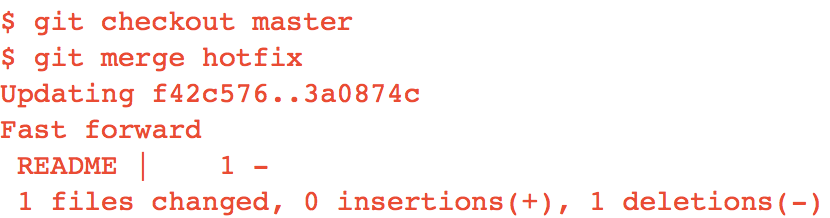 $ git checkout master
$ git merge hotfix
Updating f42c576..3a0874c
Fast forward
 README |    1 -
 1 files changed, 0 insertions(+), 1 deletions(-)